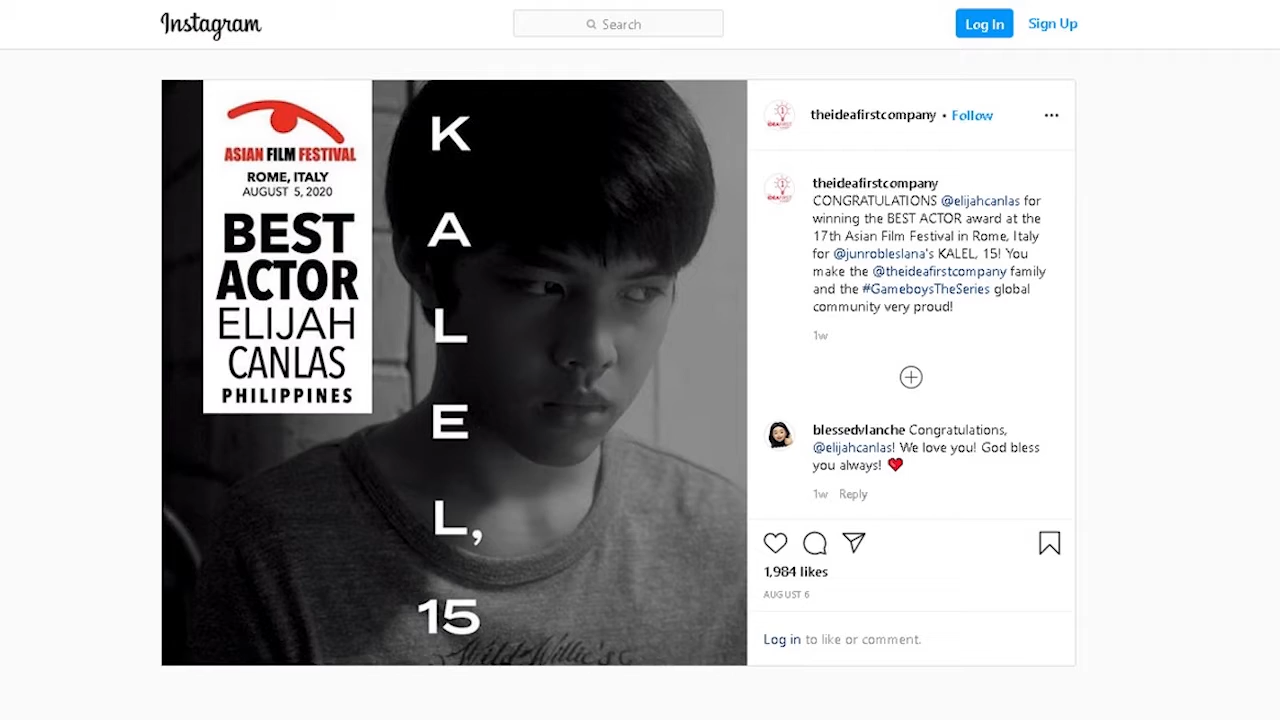 Instagram
Search
Log In
Sign Up
ASIAN FILM FESTIVAL
ROME, ITALY
AUGUST 5, 2020
BEST
ACTOR
ELIJAH
CANLAS
PHILIPPINES
K
A
L
E
L,
15
Wild Willie's
theideafirstcompany • Follow
theideafirstcompany
CONGRATULATIONS @elijahcanlas for
winning the BEST ACTOR award at the
17th Asian Film Festival in Rome, Italy
for @junrobleslana's KALEL, 15! You
make the @theideafirstcompany family
and the #GameboysTheSeries global
community very proud!
1w
blessedvlanche Congratulations,
@elijahcanlas! We love you! God bless
you always!
1w Reply
1,984 likes
AUGUST 6
Log in to like or comment.